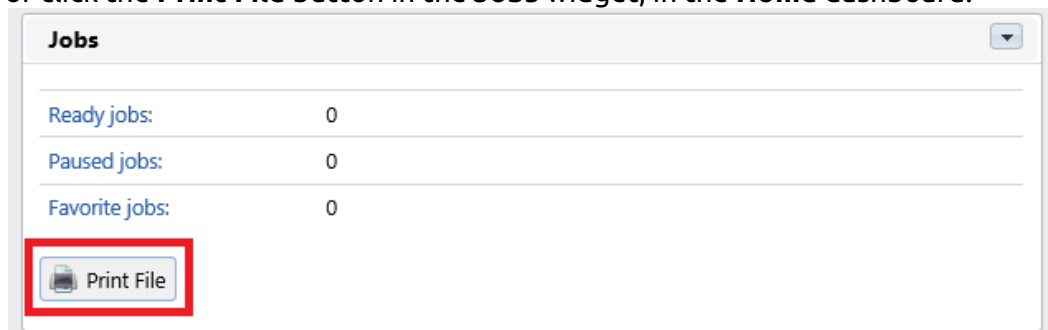 or click the Print File button in the Jobs widget, in the Home dashboard.
Jobs
Ready jobs: 0
Paused jobs: 0
Favorite jobs: 0
Print File